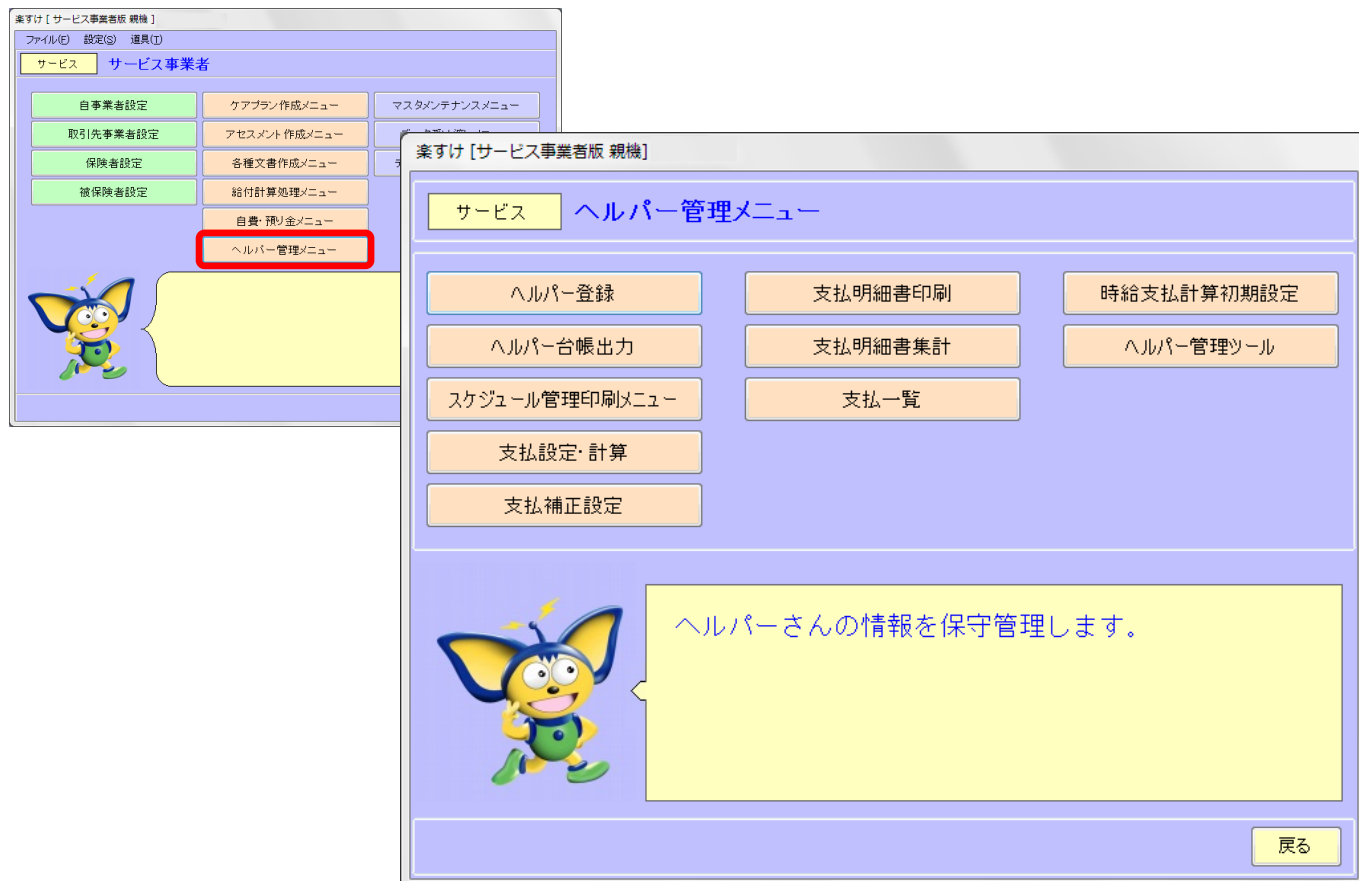 楽すけ [ サービス事業者版 親機 ]
ファイル(F) 設定(S) 道具(T)
サービス サービス事業者
自事業者設定 ケアプラン作成メニュー マスタメンテナンスメニュー
取引先事業者設定 アセスメント作成メニュー
保険者設定 各種文書作成メニュー
被保険者設定 給付計算処理メニュー
自費・預り金メニュー
ヘルパー管理メニュー
楽すけ [サービス事業者版 親機]
サービス ヘルパー管理メニュー
ヘルパー登録 支払明細書印刷 時給支払計算初期設定
ヘルパー台帳出力 支払明細書集計 ヘルパー管理ツール
スケジュール管理印刷メニュー 支払一覧
支払設定・計算
支払補正設定
ヘルパーさんの情報を保守管理します。
戻る